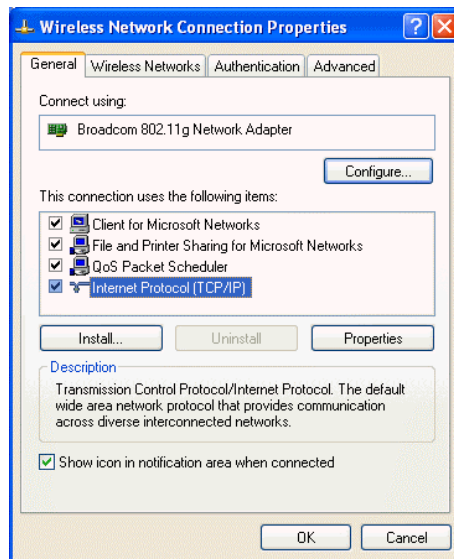 Wireless Network Connection Properties
General Wireless Networks Authentication Advanced
Connect using:
Broadcom 802.11g Network Adapter
Configure...
This connection uses the following items:
Client for Microsoft Networks
File and Printer Sharing for Microsoft Networks
QoS Packet Scheduler
Internet Protocol (TCP/IP)
Install... Uninstall Properties
Description
Transmission Control Protocol/Internet Protocol. The default
wide area network protocol that provides communication
across diverse interconnected networks.
Show icon in notification area when connected
OK Cancel